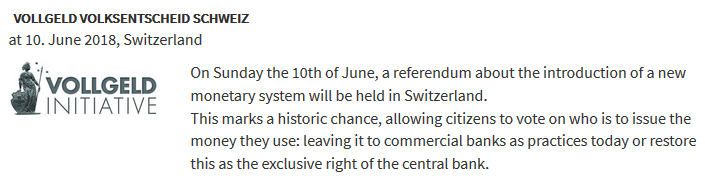 VOLLGELD VOLKSENTSCHEID SCHWEIZ
at 10. June 2018, Switzerland
VOLLGELD
INITIATIVE
On Sunday the 10th of June, a referendum about the introduction of a new
monetary system will be held in Switzerland.
This marks a historic chance, allowing citizens to vote on who is to issue the
money they use: leaving it to commercial banks as practices today or restore
this as the exclusive right of the central bank.